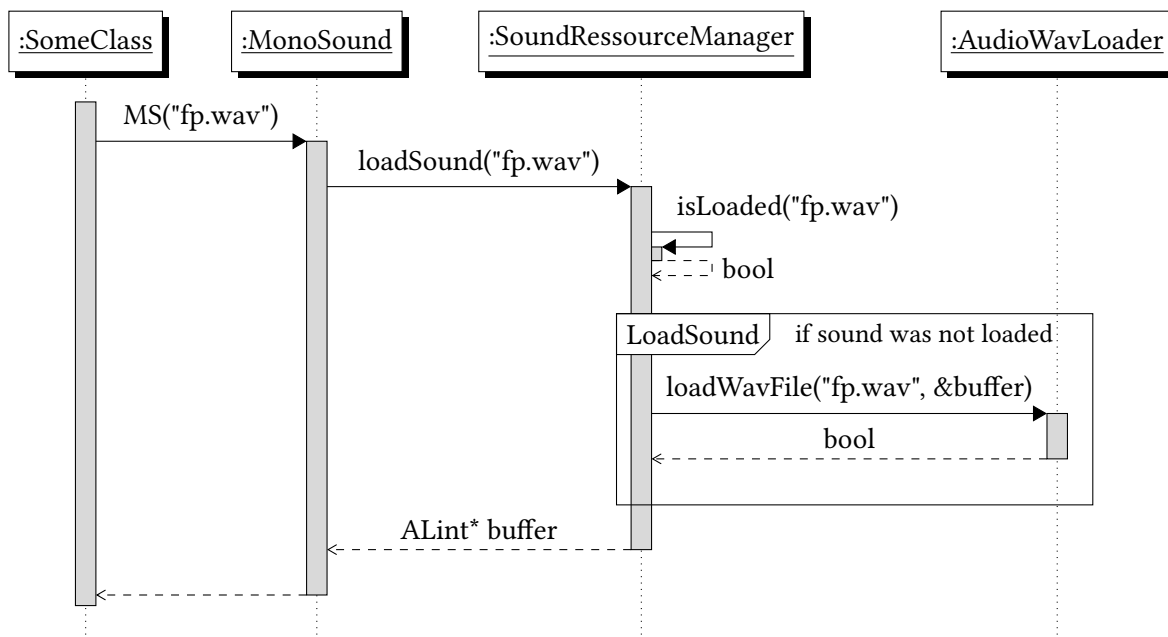 :SomeClass
:MonoSound
:SoundRessourceManager
:AudioWavLoader
MS("fp.wav")
loadSound("fp.wav")
isLoaded("fp.wav")
bool
LoadSound
if sound was not loaded
loadWavFile("fp.wav", &buffer)
bool
ALint* buffer